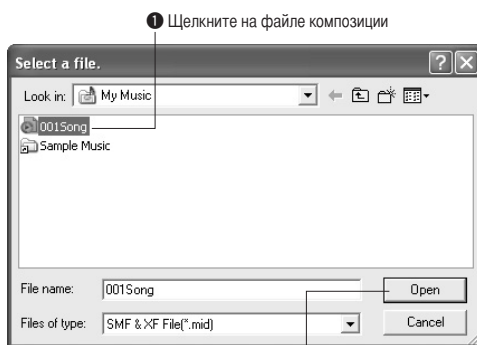 ❶ Щелкните на файле композиции
Select a file.
Look in: My Music
001Song
Sample Music
File name: 001Song
Open
Files of type: SMF & XF File(*.mid)
Cancel